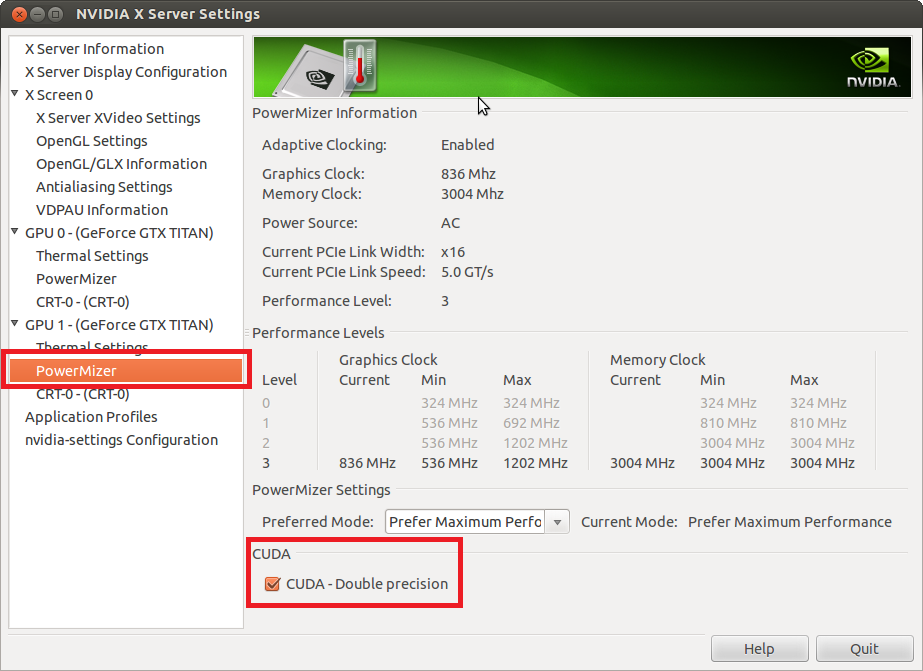 NVIDIA X Server Settings
X Server Information
X Server Display Configuration
X Screen 0
X Server XVideo Settings
OpenGL Settings
OpenGL/GLX Information
Antialiasing Settings
VDPAU Information
GPU 0 - (GeForce GTX TITAN)
Thermal Settings
PowerMizer
CRT-0 - (CRT-0)
GPU 1 - (GeForce GTX TITAN)
Thermal Settings
PowerMizer
CRT-0 - (CRT-0)
Application Profiles
nvidia-settings Configuration
NVIDIA.
PowerMizer Information
Adaptive Clocking: Enabled
Graphics Clock: 836 Mhz
Memory Clock: 3004 Mhz
Power Source: AC
Current PCIe Link Width: x16
Current PCIe Link Speed: 5.0 GT/s
Performance Level: 3
Performance Levels
Graphics Clock Memory Clock
Level Current Min Max Current Min Max
0 324 MHz 324 MHz 324 MHz 324 MHz
1 536 MHz 692 MHz 810 MHz 810 MHz
2 536 MHz 1202 MHz 3004 MHz 3004 MHz
3 836 MHz 536 MHz 1202 MHz 3004 MHz 3004 MHz 3004 MHz
PowerMizer Settings
Preferred Mode: Prefer Maximum Perfo Current Mode: Prefer Maximum Performance
CUDA
CUDA - Double precision
Help Quit